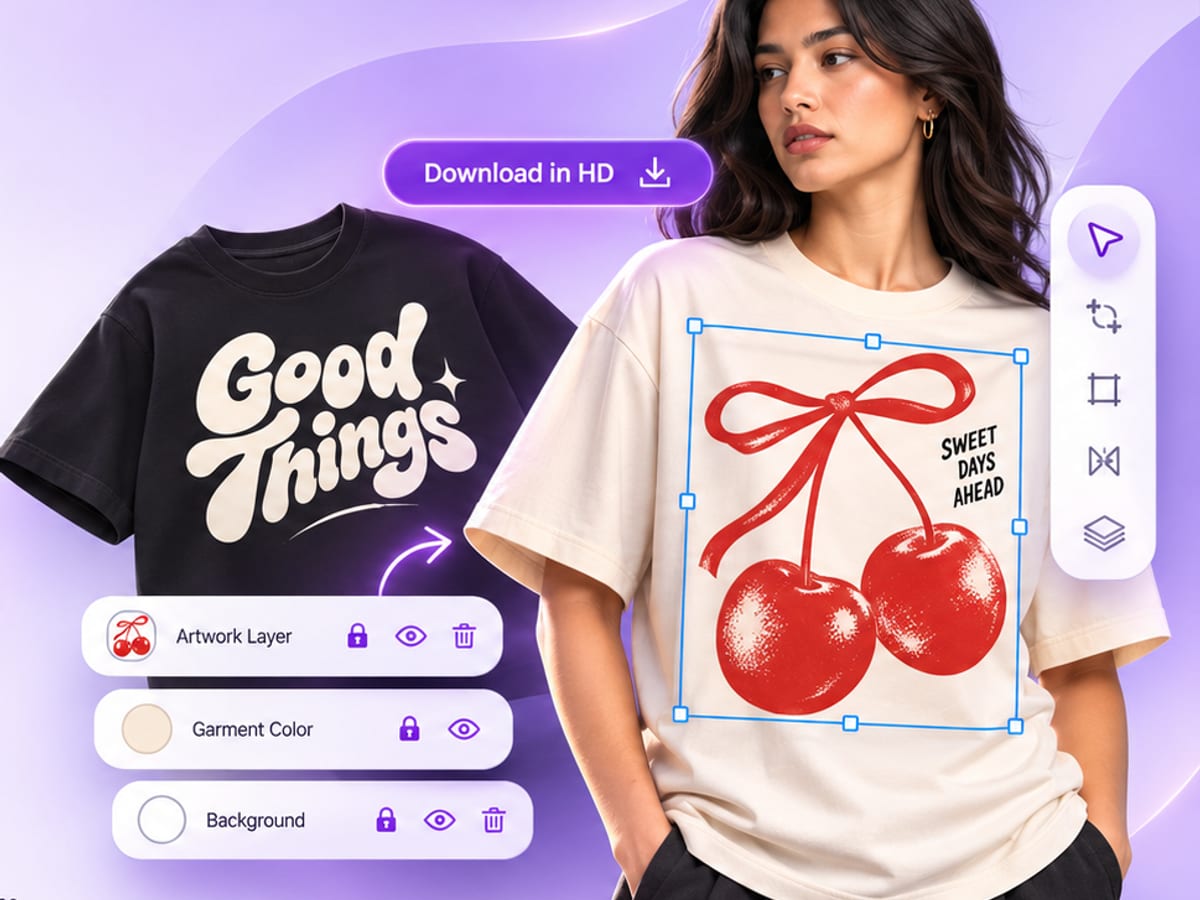 Download in HD
Good
Things
SWEET
DAYS
AHEAD
Artwork Layer
Garment Color
Background